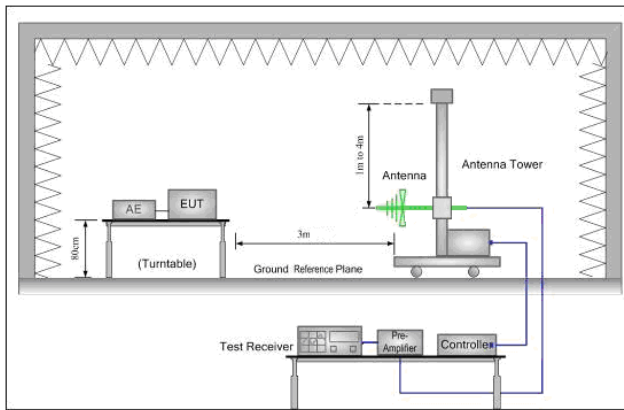 1m to 4m
Antenna
Antenna Tower
AE
EUT
80cm
(Turntable)
3m
Ground Reference Plane
Test Receiver
Pre-
Amplifier
Controller